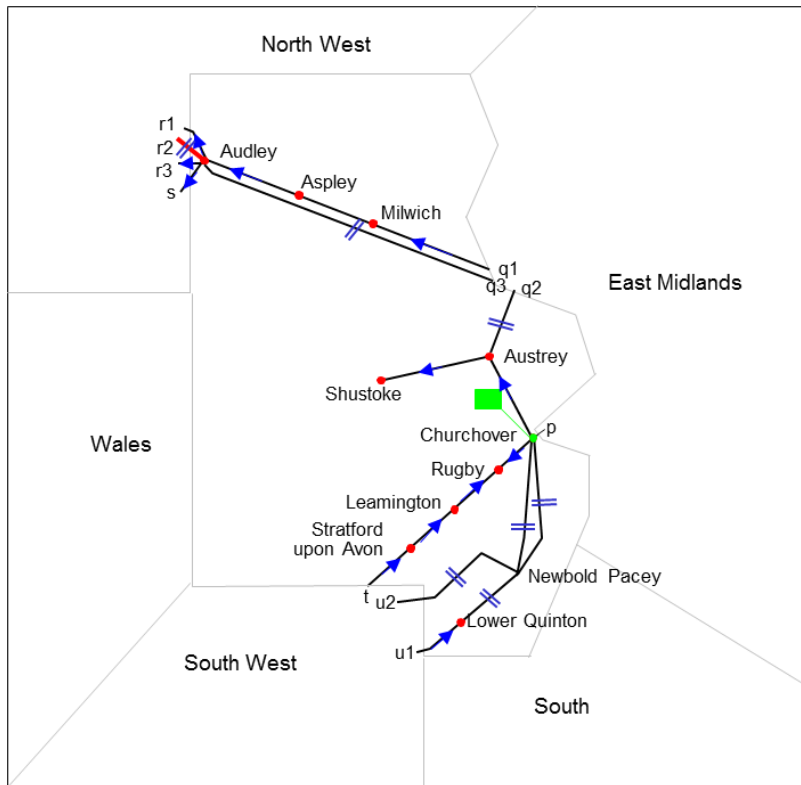 North West
r1
r2
Audley
r3
s
Aspley
Milwich
q1
q3
q2
East Midlands
Austrey
Shustoke
Churchover
p
Wales
Rugby
Leamington
Stratford
upon Avon
Newbold Pacey
t
u2
Lower Quinton
u1
South West
South